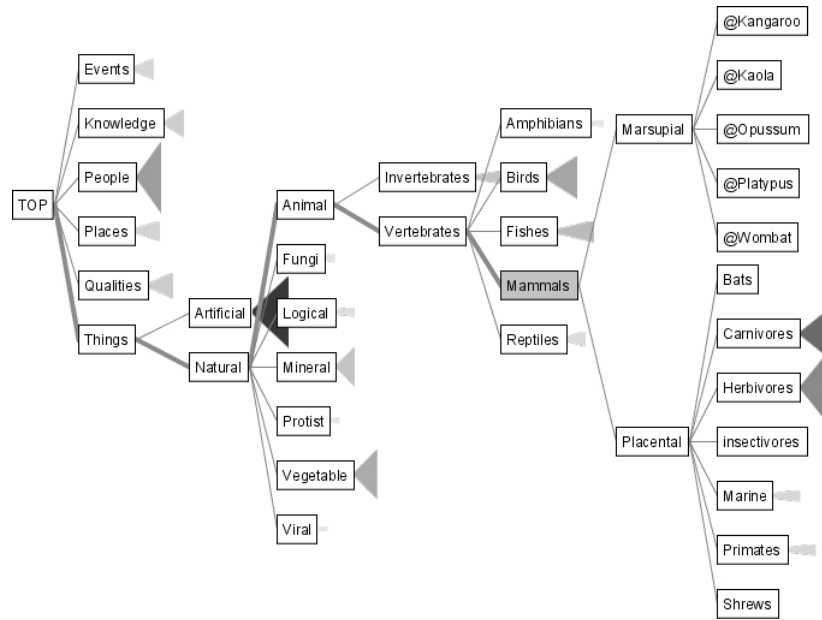 TOP
Events
Knowledge
People
Places
Qualities
Things
Artificial
Natural
Animal
Fungi
Logical
Mineral
Protist
Vegetable
Viral
Invertebrates
Vertebrates
Amphibians
Birds
Fishes
Mammals
Reptiles
Marsupial
Placental
@Kangaroo
@Kaola
@Opussum
@Platypus
@Wombat
Bats
Carnivores
Herbivores
insectivores
Marine
Primates
Shrews